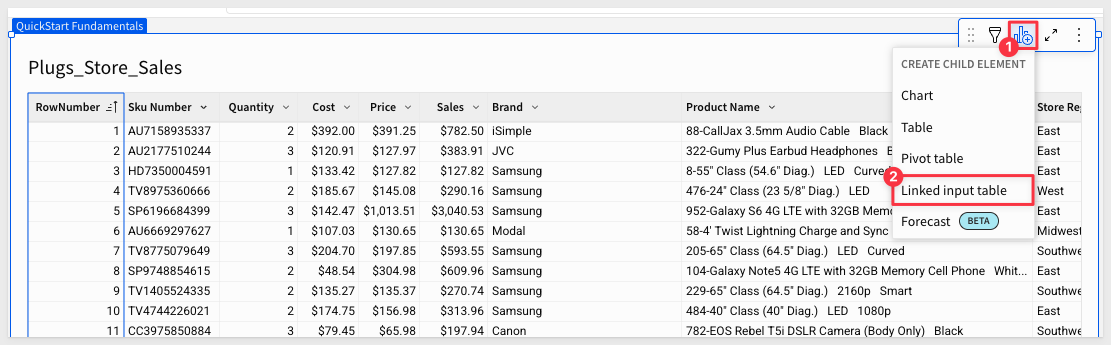 QuickStart Fundamentals
1
Plugs_Store_Sales
CREATE CHILD ELEMENT
Chart
Table
Pivot table
2
Linked input table
Forecast BETA
RowNumber Sku Number Quantity Cost Price Sales Brand Product Name Store Reg
1 AU7158935337 2 $392.00 $391.25 $782.50 iSimple 88-CallJax 3.5mm Audio Cable Black East
2 AU2177510244 3 $120.91 $127.97 $383.91 JVC 322-Gumy Plus Earbud Headphones B East
3 HD7350004591 1 $133.42 $127.82 $127.82 Samsung 8-55" Class (54.6" Diag.) LED Curved East
4 TV8975360666 2 $185.67 $145.08 $290.16 Samsung 476-24" Class (23 5/8" Diag.) LED West
5 SP6196684399 3 $142.47 $1,013.51 $3,040.53 Samsung 952-Galaxy S6 4G LTE with 32GB Memo East
6 AU6669297627 1 $107.03 $130.65 $130.65 Modal 58-4' Twist Lightning Charge and Sync Midwes
7 TV8775079649 3 $204.70 $197.85 $593.55 Samsung 205-65" Class (64.5" Diag.) LED Curved Southwe
8 SP9748854615 2 $48.54 $304.98 $609.96 Samsung 104-Galaxy Note5 4G LTE with 32GB Memory Cell Phone Whit... East
9 TV1405524335 2 $135.27 $135.37 $270.74 Samsung 229-65" Class (64.5" Diag.) 2160p Smart Southwe
10 TV4744226021 2 $174.75 $156.98 $313.96 Samsung 484-40" Class (40" Diag.) LED 1080p East
11 CC3975850884 3 $79.45 $65.98 $197.94 Canon 782-EOS Rebel T5i DSLR Camera (Body Only) Black Southwe